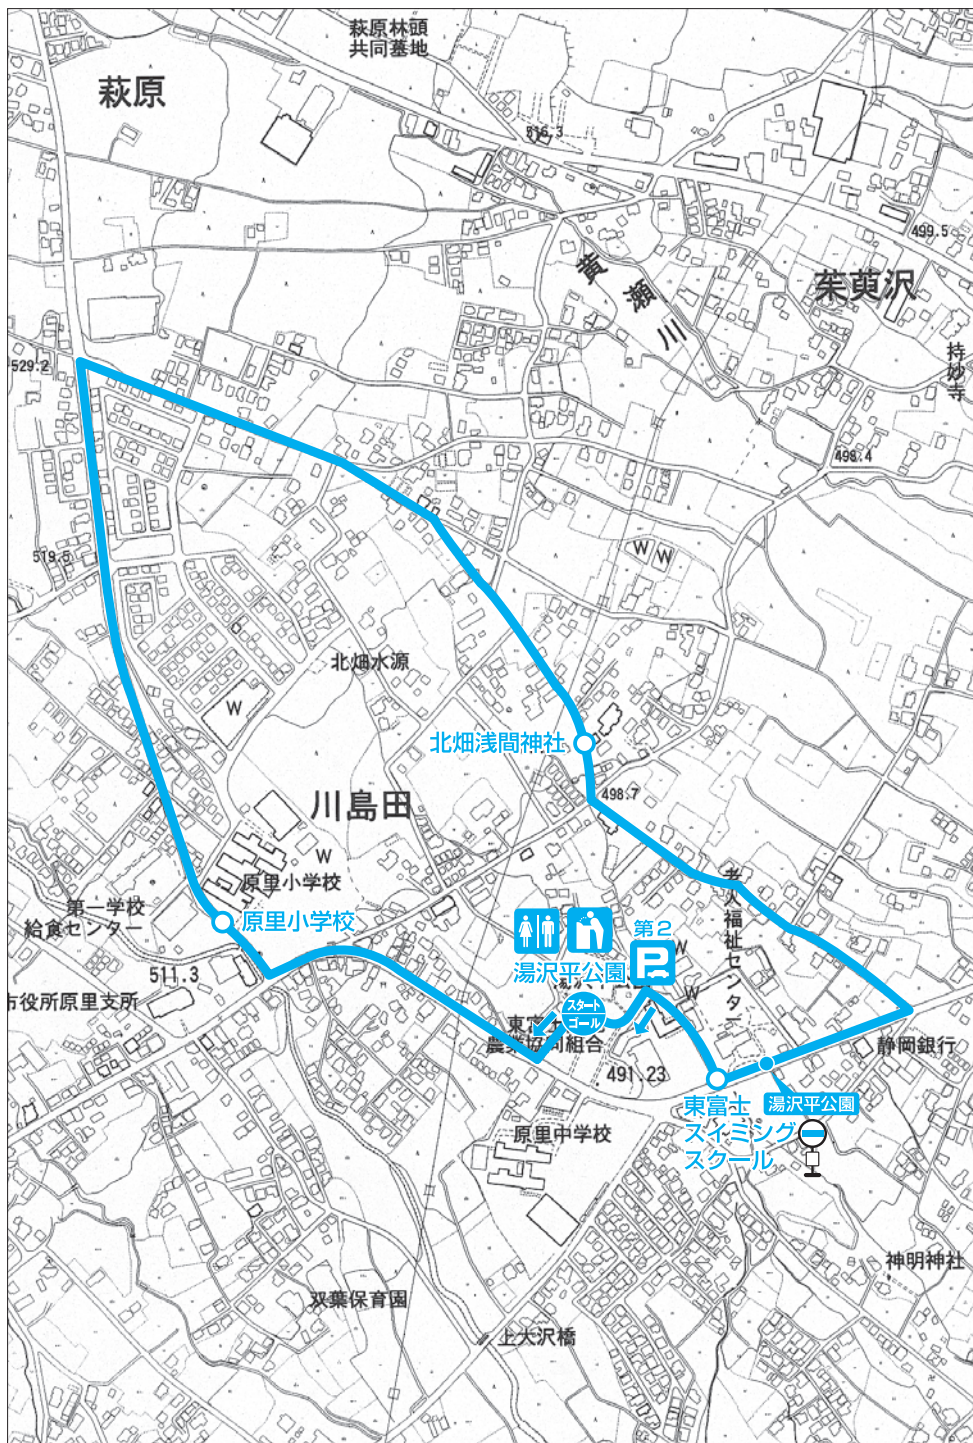 萩原林頭
共同墓地
萩原
516.3
499.5
黄瀬川
茱萸沢
持妙寺
529.2
498.4
519.5
W
W
北畑水源
W
北畑浅間神社
498.7
川島田
W
原里小学校
老人福祉センター
第一学校
給食センター
原里小学校
第2
P
W
511.3
湯沢平公園
W
市役所原里支所
スタート
ゴール
東富士
農業協同組合
静岡銀行
491.23
東富士
スイミング
スクール
湯沢平公園
原里中学校
神明神社
双葉保育園
上大沢橋